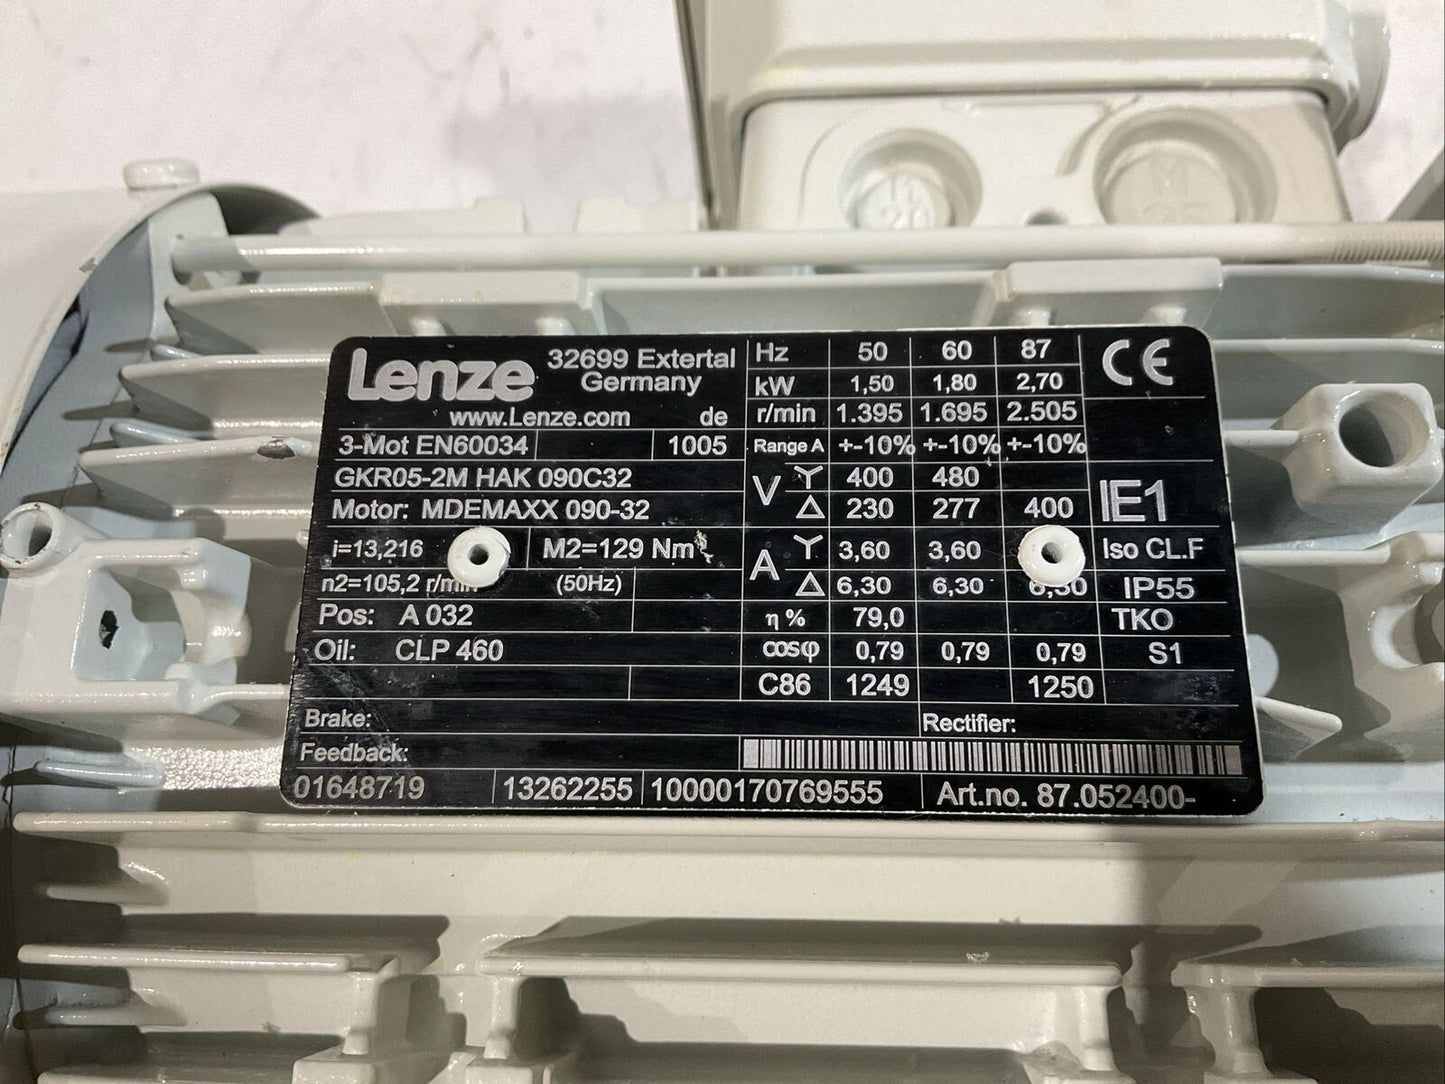 Lenze 32699 Extertal
Germany
www.Lenze.com de
3-Mot EN60034 1005
GKR05-2M HAK 090C32
Motor: MDEMAXX 090-32
i=13,216 M2=129 Nm
n2=105,2 r/min (50Hz)
Pos: A 032
Oil: CLP 460
Hz 50 60 87
kW 1,50 1,80 2,70
r/min 1.395 1.695 2.505
Range A +-10% +-10% +-10%
V Y 400 480
Δ 230 277 400
A Y 3,60 3,60
Δ 6,30 6,30 6,30
η % 79,0
cosφ 0,79 0,79 0,79
C86 1249 1250
CE
IE1
Iso CL.F
IP55
TKO
S1
Brake: Rectifier:
Feedback:
01648719 13262255 10000170769555 Art.no. 87.052400-